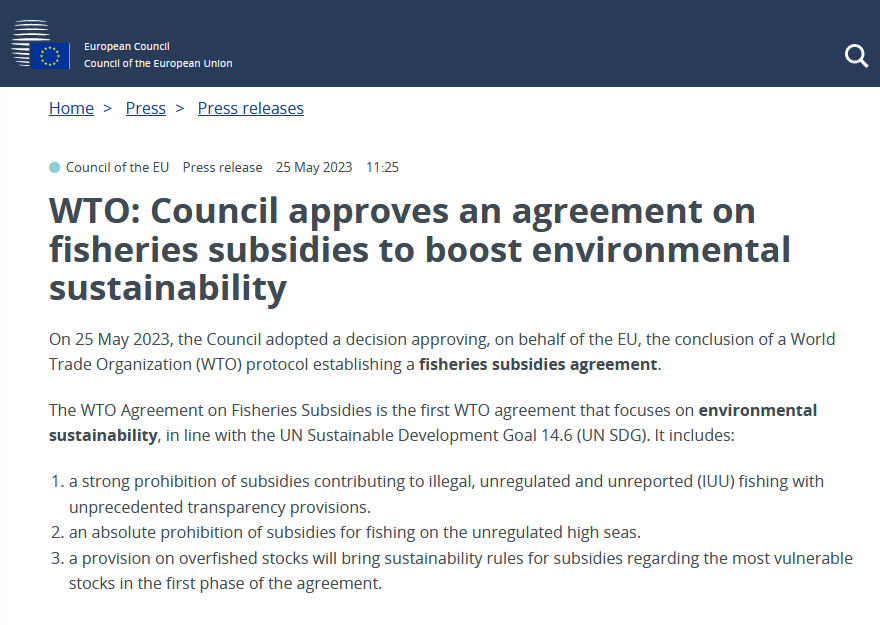 European Council
Council of the European Union
Home > Press > Press releases
Council of the EU Press release 25 May 2023 11:25
WTO: Council approves an agreement on
fisheries subsidies to boost environmental
sustainability
On 25 May 2023, the Council adopted a decision approving, on behalf of the EU, the conclusion of a World
Trade Organization (WTO) protocol establishing a fisheries subsidies agreement.
The WTO Agreement on Fisheries Subsidies is the first WTO agreement that focuses on environmental
sustainability, in line with the UN Sustainable Development Goal 14.6 (UN SDG). It includes:
1. a strong prohibition of subsidies contributing to illegal, unregulated and unreported (IUU) fishing with
unprecedented transparency provisions.
2. an absolute prohibition of subsidies for fishing on the unregulated high seas.
3. a provision on overfished stocks will bring sustainability rules for subsidies regarding the most vulnerable
stocks in the first phase of the agreement.